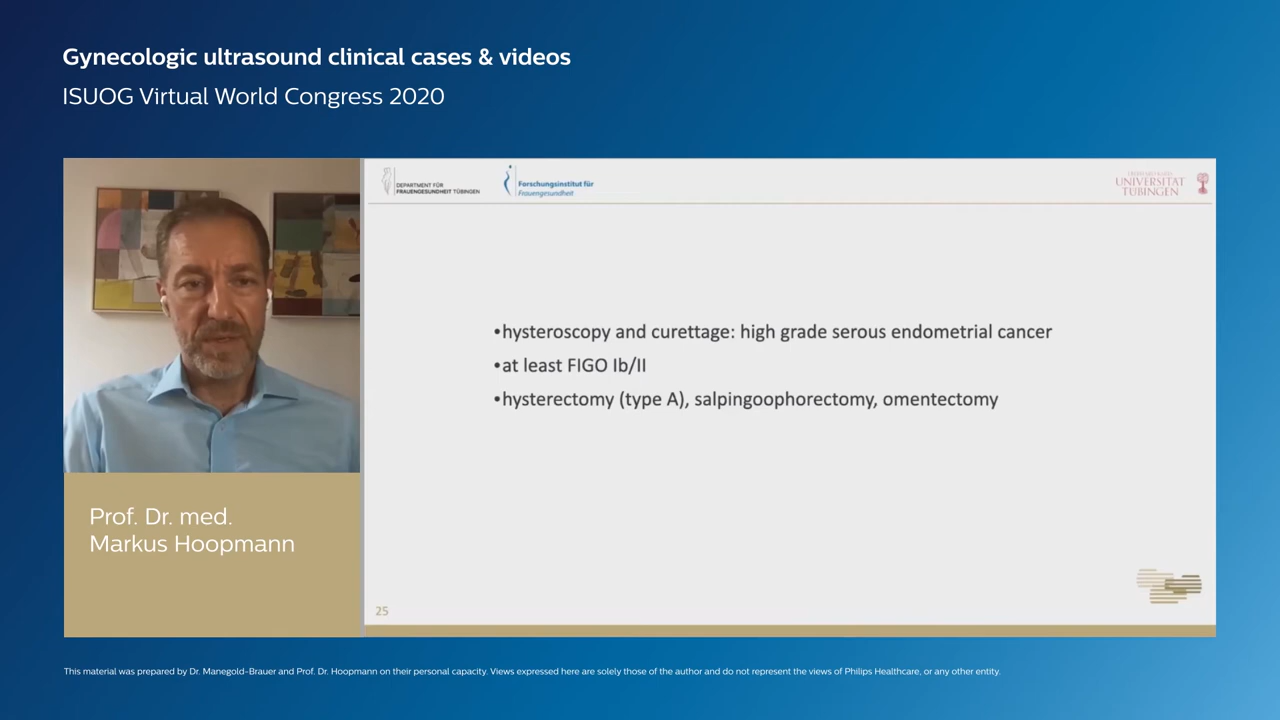 Gynecologic ultrasound clinical cases & videos
ISUOG Virtual World Congress 2020
DEPARTMENT FÜR
FRAUENGESUNDHEIT TÜBINGEN
Forschungsinstitut für
Frauengesundheit
UNIVERSITÄT
TÜBINGEN
•hysteroscopy and curettage: high grade serous endometrial cancer
•at least FIGO Ib/II
•hysterectomy (type A), salpingoophorectomy, omentectomy
Prof. Dr. med.
Markus Hoopmann
25
This material was prepared by Dr. Manegold-Brauer and Prof. Dr. Hoopmann on their personal capacity. Views expressed here are solely those of the author and do not represent the views of Philips Healthcare, or any other entity.